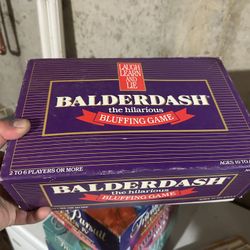 LAUGH
LEARN
AND
LIE
BALDERDASH
the hilarious
BLUFFING GAME
2 TO 6 PLAYERS OR MORE
AGES 10 TO
BALDERDASH
the hilarious
BLUFFING GAME
Pursuit